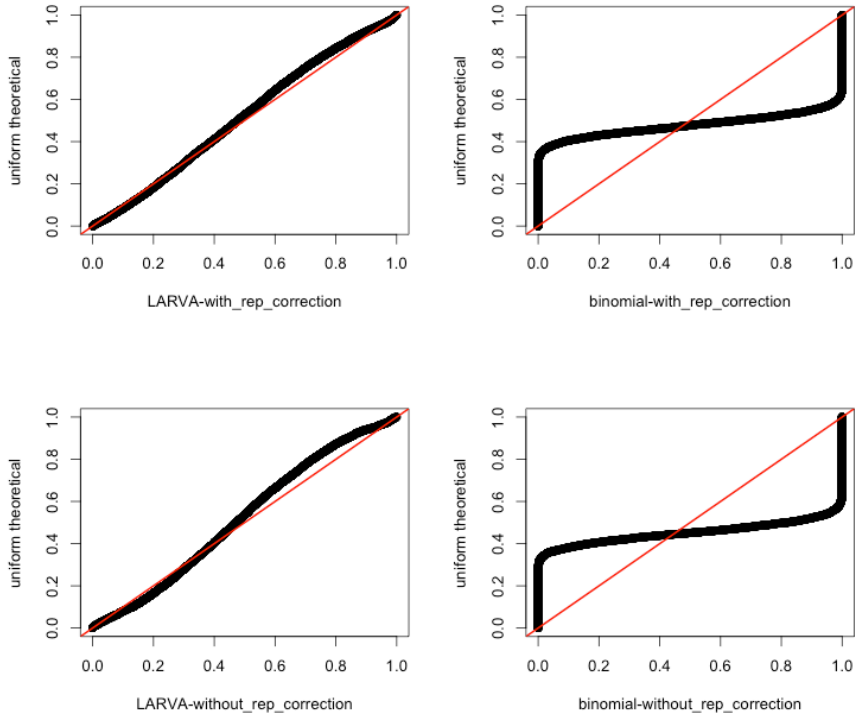 uniform theoretical
1.0
0.8
0.6
0.4
0.2
0.0
0.0 0.2 0.4 0.6 0.8 1.0
LARVA-with_rep_correction
uniform theoretical
1.0
0.8
0.6
0.4
0.2
0.0
0.0 0.2 0.4 0.6 0.8 1.0
binomial-with_rep_correction
uniform theoretical
1.0
0.8
0.6
0.4
0.2
0.0
0.0 0.2 0.4 0.6 0.8 1.0
LARVA-without_rep_correction
uniform theoretical
1.0
0.8
0.6
0.4
0.2
0.0
0.0 0.2 0.4 0.6 0.8 1.0
binomial-without_rep_correction